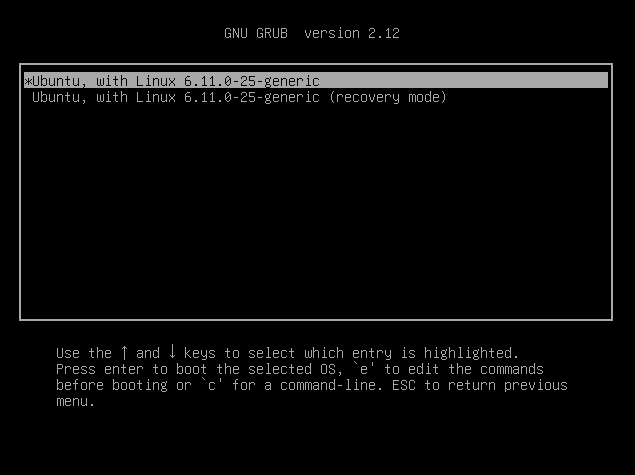 GNU GRUB  version 2.12
*Ubuntu, with Linux 6.11.0-25-generic
Ubuntu, with Linux 6.11.0-25-generic (recovery mode)
Use the ↑ and ↓ keys to select which entry is highlighted.
Press enter to boot the selected OS, `e' to edit the commands
before booting or `c' for a command-line. ESC to return previous
menu.